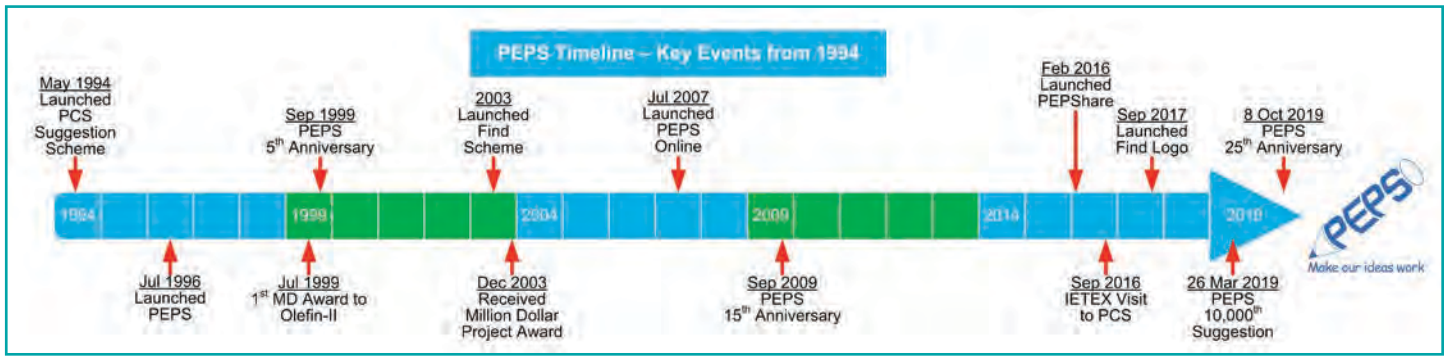 PEPS Timeline – Key Events from 1994
May 1994
Launched
PCS
Suggestion
Scheme
Sep 1999
PEPS
5th Anniversary
2003
Launched
Find
Scheme
Jul 2007
Launched
PEPS
Online
Feb 2016
Launched
PEPShare
Sep 2017
Launched
Find Logo
8 Oct 2019
PEPS
25th Anniversary
1994
1999
2004
2009
2014
2019
PEPS
Make our ideas work
Jul 1996
Launched
PEPS
Jul 1999
1st MD Award to
Olefin-II
Dec 2003
Received
Million Dollar
Project Award
Sep 2009
PEPS
15th Anniversary
Sep 2016
IETEX Visit
to PCS
26 Mar 2019
PEPS
10,000th
Suggestion